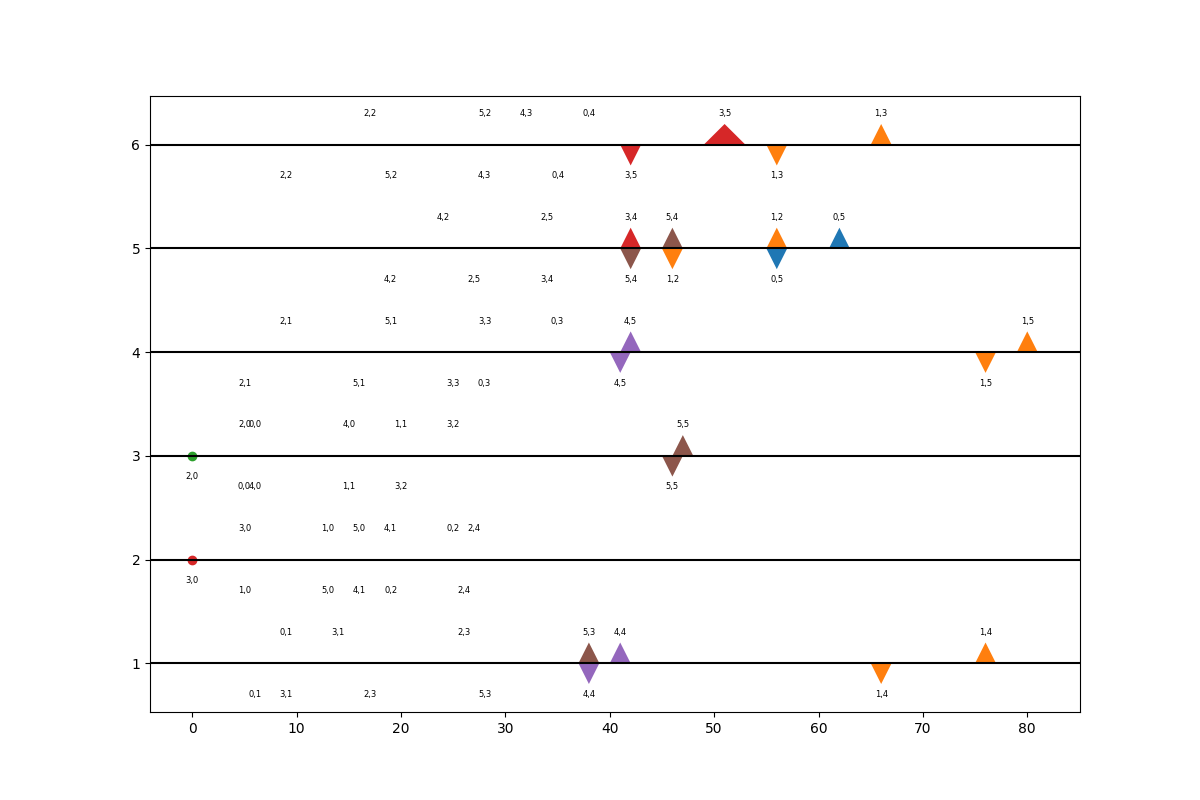 2,2 5,2 4,3 0,4 3,5 1,3
6
2,2 5,2 4,3 0,4 3,5 1,3
4,2 2,5 3,4 5,4 1,2 0,5
5
4,2 2,5 3,4 5,4 1,2 0,5
2,1 5,1 3,3 0,3 4,5 1,5
4
2,1 5,1 3,3 0,3 4,5 1,5
2,0 0,0 4,0 1,1 3,2 5,5
3
2,0
0,0 4,0 1,1 3,2 5,5
3,0 1,0 5,0 4,1 0,2 2,4
2
3,0
1,0 5,0 4,1 0,2 2,4
0,1 3,1 2,3 5,3 4,4 1,4
1
0,1 3,1 2,3 5,3 4,4 1,4
0 10 20 30 40 50 60 70 80